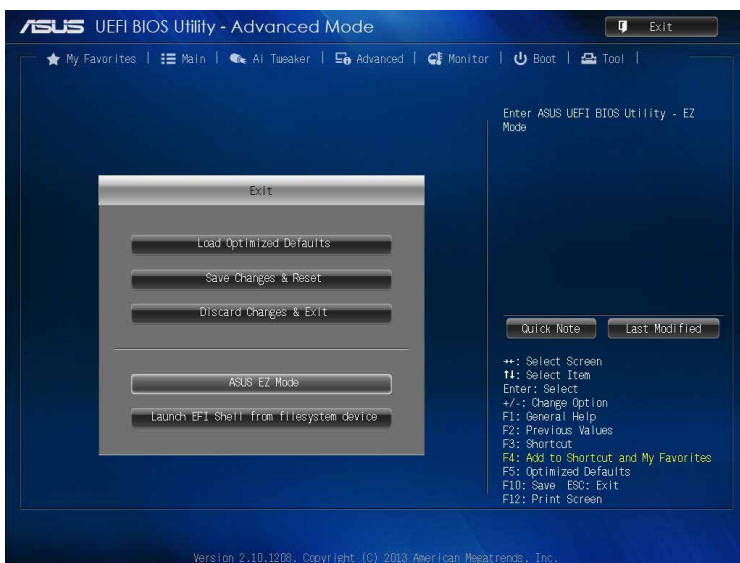 ASUS UEFI BIOS Utility - Advanced Mode
Exit
My Favorites | Main | Ai Tweaker | Advanced | Monitor | Boot | Tool |
Enter ASUS UEFI BIOS Utility - EZ
Mode
Exit
Load Optimized Defaults
Save Changes & Reset
Discard Changes & Exit
ASUS EZ Mode
Launch EFI Shell from filesystem device
Quick Note
Last Modified
→←: Select Screen
↑↓: Select Item
Enter: Select
+/-: Change Option
F1: General Help
F2: Previous Values
F3: Shortcut
F4: Add to Shortcut and My Favorites
F5: Optimized Defaults
F10: Save ESC: Exit
F12: Print Screen
Version 2.10.1208. Copyright (C) 2013 American Megatrends, Inc.